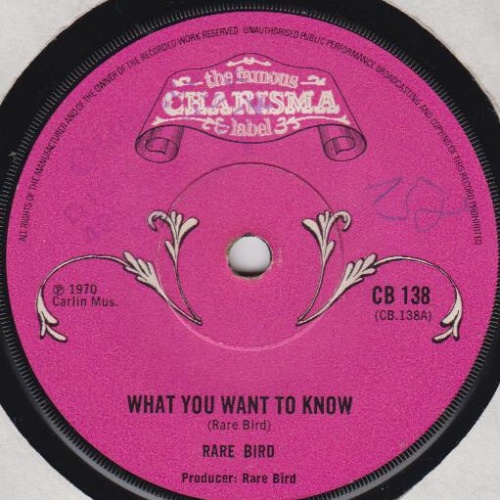 ALL RIGHTS OF THE MANUFACTURER AND OF THE OWNER OF THE RECORDED WORK RESERVED · UNAUTHORISED PUBLIC PERFORMANCE BROADCASTING AND COPYING OF THIS RECORD PROHIBITED
the famous
CHARISMA
& label
℗ 1970
Carlin Mus.
CB 138
(CB.138A)
WHAT YOU WANT TO KNOW
(Rare Bird)
RARE BIRD
Producer: Rare Bird